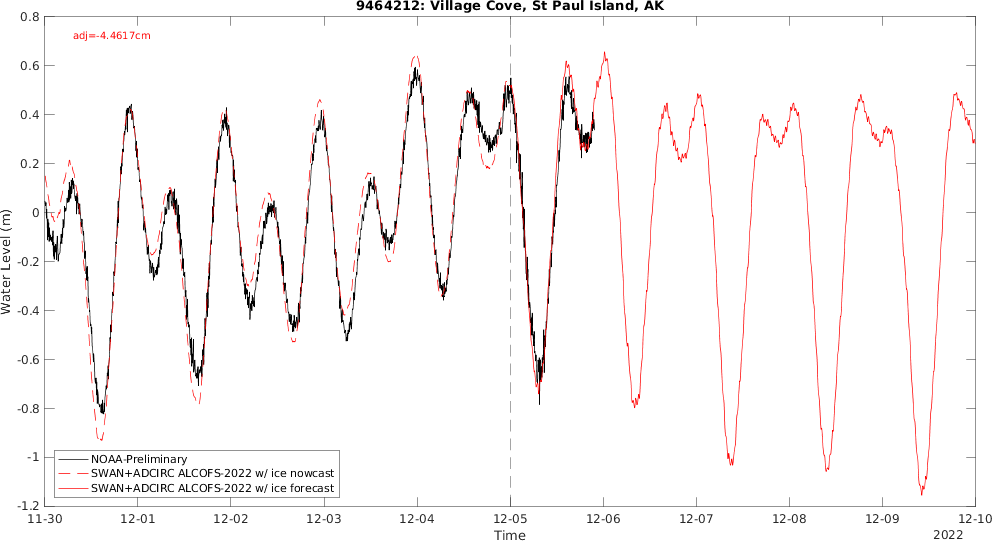 9464212: Village Cove, St Paul Island, AK
adj=-4.4617cm
0.8
0.6
0.4
0.2
0
-0.2
-0.4
-0.6
-0.8
-1
-1.2
Water Level (m)
NOAA-Preliminary
SWAN+ADCIRC ALCOFS-2022 w/ ice nowcast
SWAN+ADCIRC ALCOFS-2022 w/ ice forecast
11-30 12-01 12-02 12-03 12-04 12-05 12-06 12-07 12-08 12-09 12-10
Time
2022